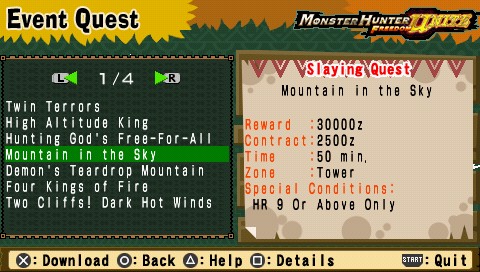 Event Quest
MONSTER HUNTER
FREEDOM UNITE
L 1/4 R
Twin Terrors
High Altitude King
Hunting God's Free-For-All
Mountain in the Sky
Demon's Teardrop Mountain
Four Kings of Fire
Two Cliffs! Dark Hot Winds
Slaying Quest
Mountain in the Sky
Reward :30000z
Contract:2500z
Time :50 min.
Zone :Tower
Special Conditions:
HR 9 Or Above Only
X: Download O: Back △: Help □: Details START: Quit